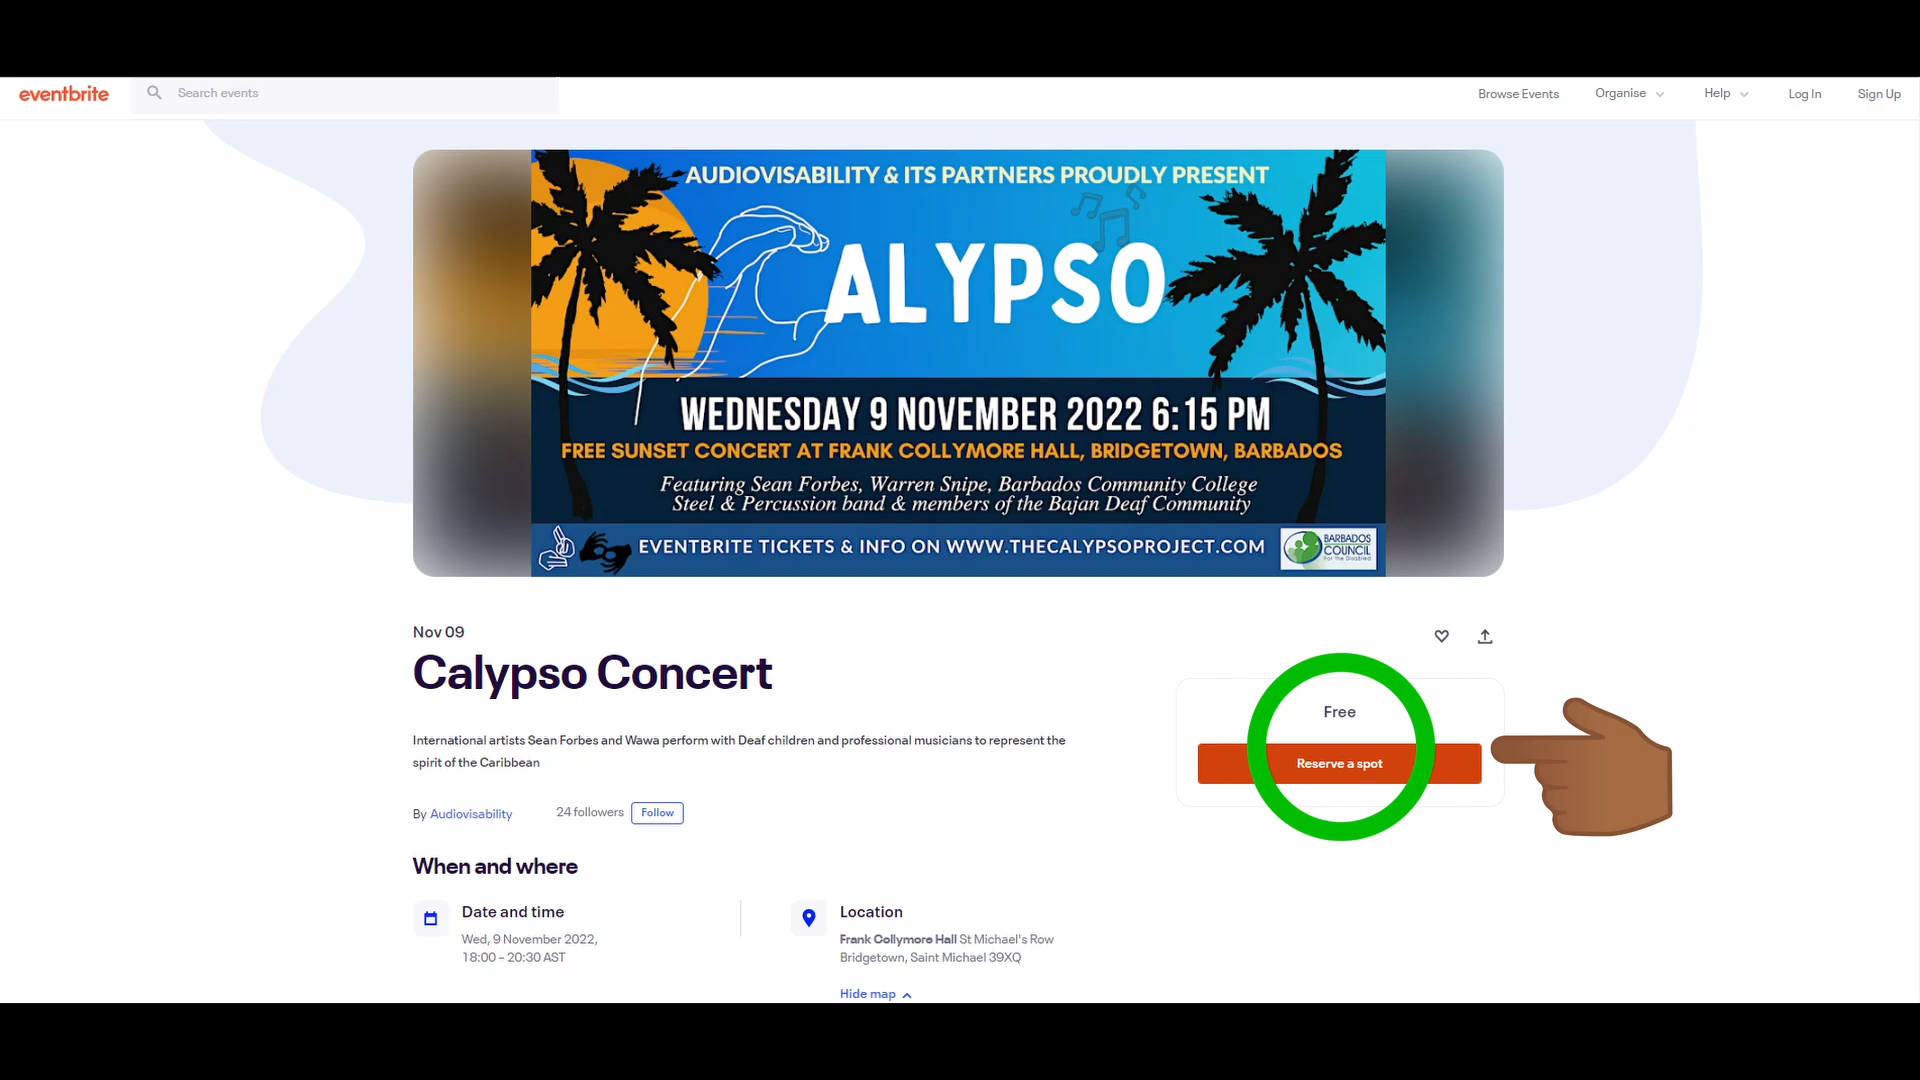 eventbrite
Search events
Browse Events
Organise
Help
Log In
Sign Up
AUDIOVISABILITY & ITS PARTNERS PROUDLY PRESENT
ALYPSO
WEDNESDAY 9 NOVEMBER 2022 6:15 PM
FREE SUNSET CONCERT AT FRANK COLLYMORE HALL, BRIDGETOWN, BARBADOS
Featuring Sean Forbes, Warren Snipe, Barbados Community College
Steel & Percussion band & members of the Bajan Deaf Community
EVENTBRITE TICKETS & INFO ON WWW.THECALYPSOPROJECT.COM
BARBADOS
COUNCIL
For the Disabled
Nov 09
Calypso Concert
International artists Sean Forbes and Wawa perform with Deaf children and professional musicians to represent the
spirit of the Caribbean
By Audiovisability
24 followers
Follow
Free
Reserve a spot
When and where
Date and time
Wed, 9 November 2022,
18:00 – 20:30 AST
Location
Frank Collymore Hall St Michael's Row
Bridgetown, Saint Michael 39XQ
Hide map